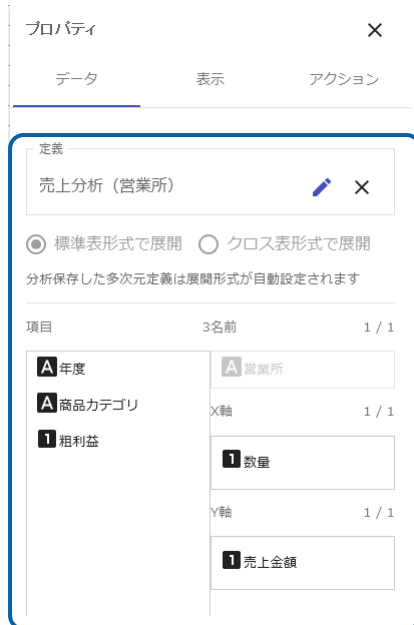 プロパティ
データ 表示 アクション
定義
売上分析（営業所）
標準表形式で展開 クロス表形式で展開
分析保存した多次元定義は展開形式が自動設定されます
項目 3名前 1 / 1
A 年度 A 営業所
A 商品カテゴリ X軸 1 / 1
1 粗利益 1 数量
Y軸 1 / 1
1 売上金額